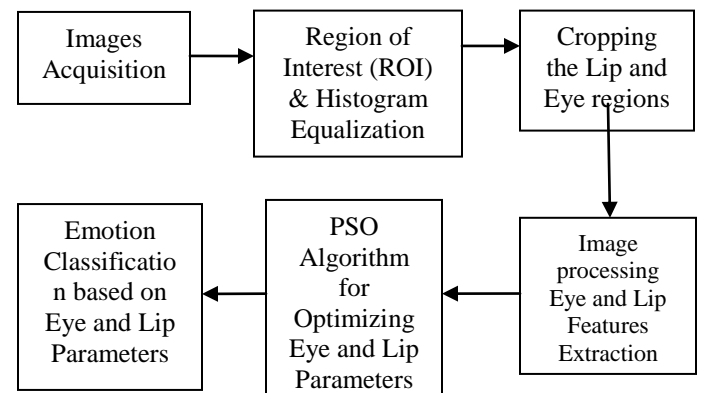 Images
Acquisition
Region of
Interest (ROI)
& Histogram
Equalization
Cropping
the Lip and
Eye regions
Image
processing
Eye and Lip
Features
Extraction
PSO
Algorithm
for
Optimizing
Eye and Lip
Parameters
Emotion
Classificatio
n based on
Eye and Lip
Parameters